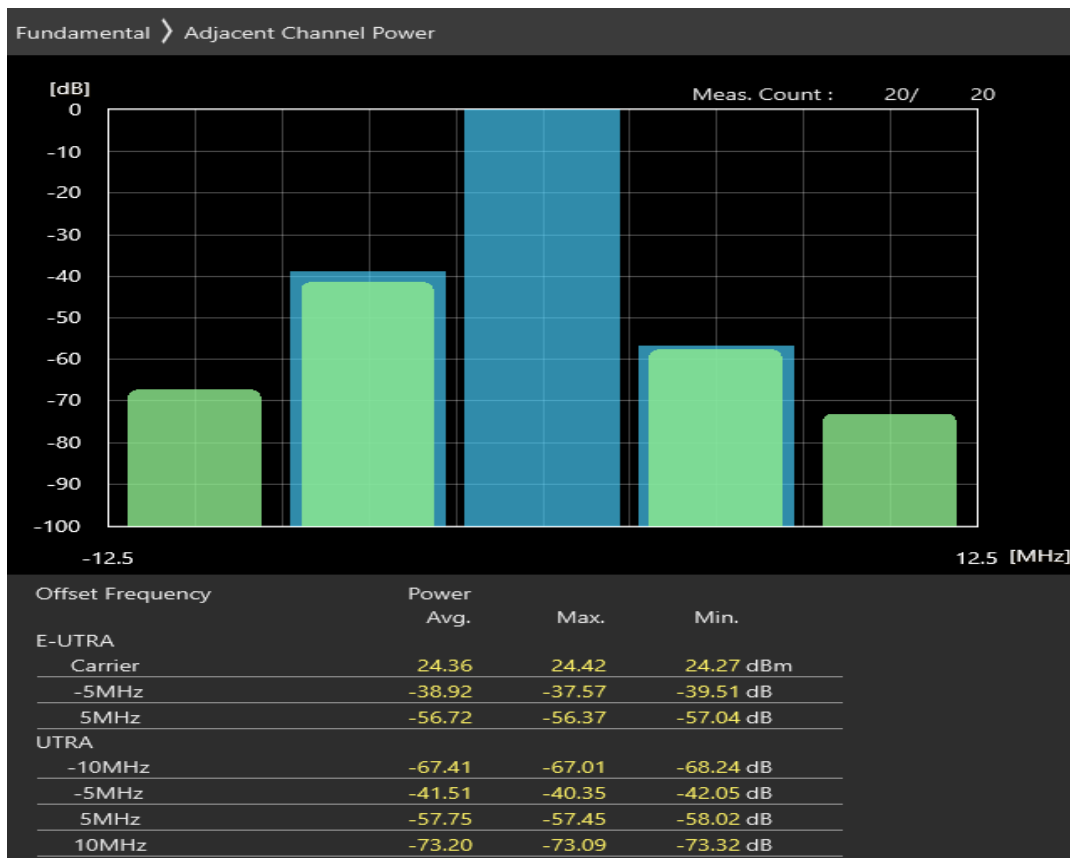 Fundamental 〉 Adjacent Channel Power
[dB]
Meas. Count : 20/ 20
0
-10
-20
-30
-40
-50
-60
-70
-80
-90
-100
-12.5 12.5 [MHz]
Offset Frequency Power
Avg. Max. Min.
E-UTRA
Carrier 24.36 24.42 24.27 dBm
-5MHz -38.92 -37.57 -39.51 dB
5MHz -56.72 -56.37 -57.04 dB
UTRA
-10MHz -67.41 -67.01 -68.24 dB
-5MHz -41.51 -40.35 -42.05 dB
5MHz -57.75 -57.45 -58.02 dB
10MHz -73.20 -73.09 -73.32 dB